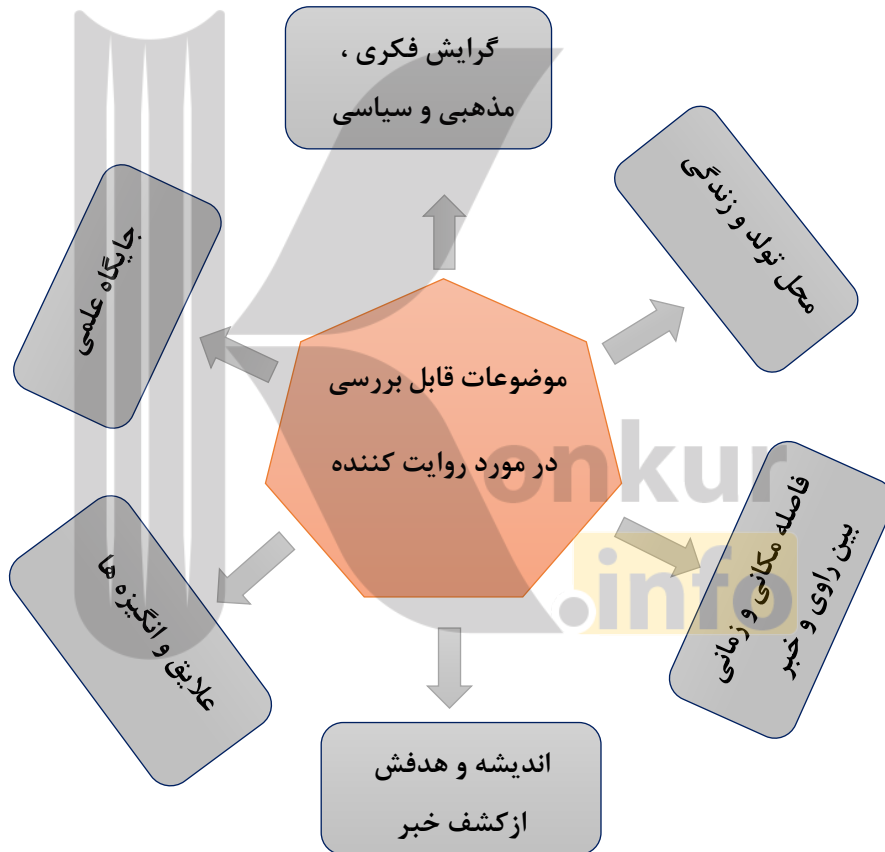 گرایش فکری ،
مذهبی و سیاسی
محل تولد و زندگی
جایگاه علمی
موضوعات قابل بررسی
در مورد روایت کننده
فاصله مکانی و زمانی
بین راوی و خبر
علایق و انگیزه ها
اندیشه و هدفش
ازکشف خبر
onkur
.info